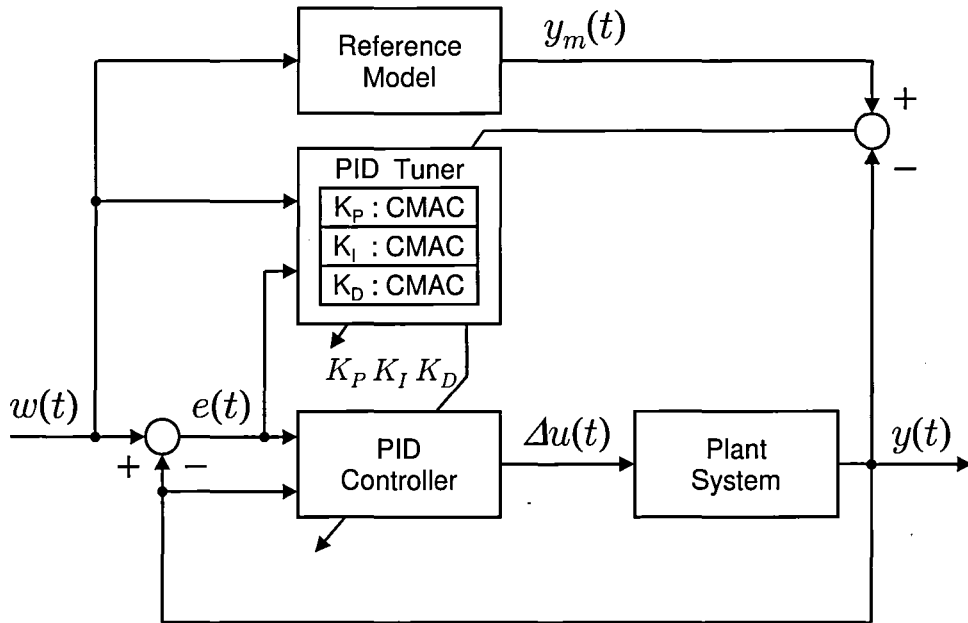 Reference
Model
y_m(t)
+
−
PID Tuner
K_P : CMAC
K_I : CMAC
K_D : CMAC
K_P K_I K_D
w(t)
e(t)
+
−
PID
Controller
Δu(t)
Plant
System
y(t)